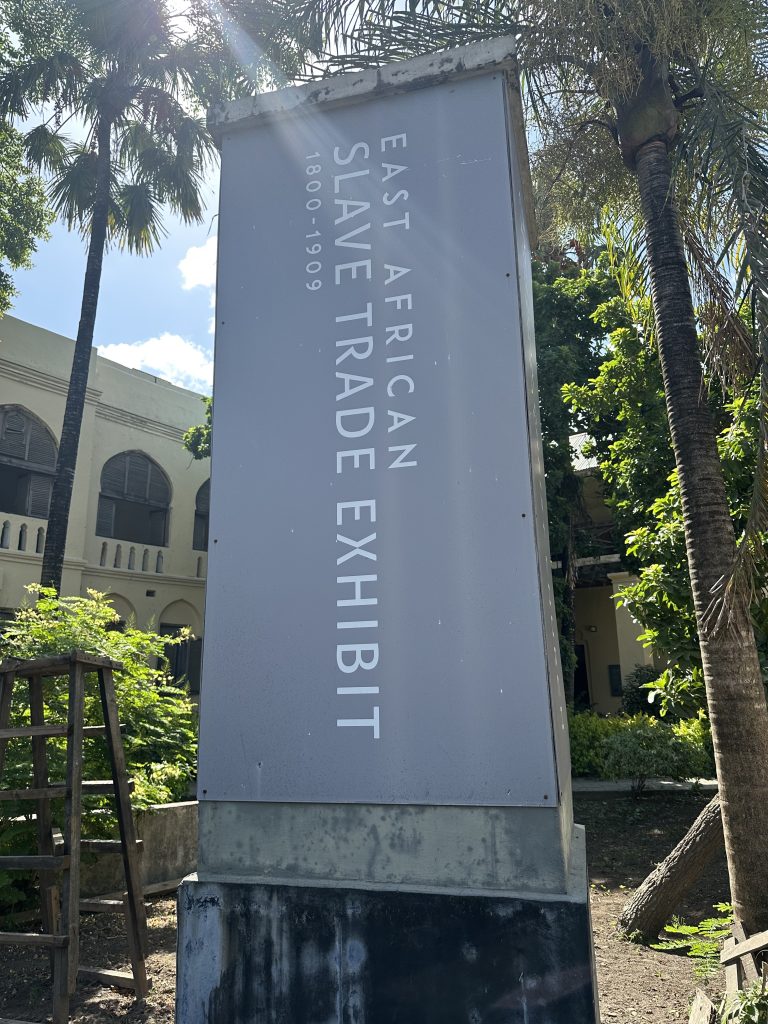 EAST AFRICAN
SLAVE TRADE EXHIBIT
1800-1909